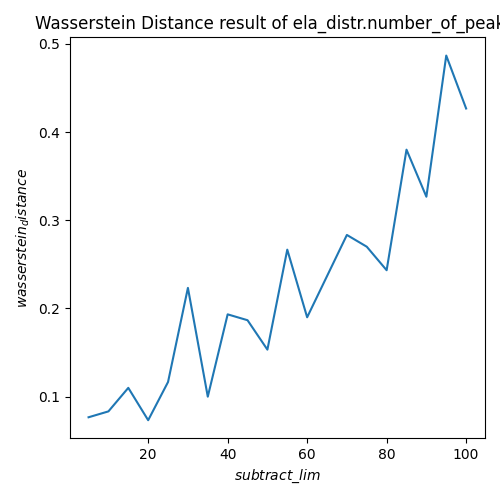 Wasserstein Distance result of ela_distr.number_of_peak
0.5
0.4
0.3
0.2
0.1
wasserstein_distance
20 40 60 80 100
subtract_lim